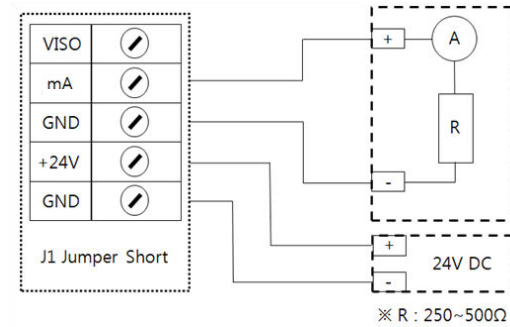 VISO
mA
GND
+24V
GND
J1 Jumper Short
+
A
R
-
+
24V DC
-
※ R : 250~500Ω